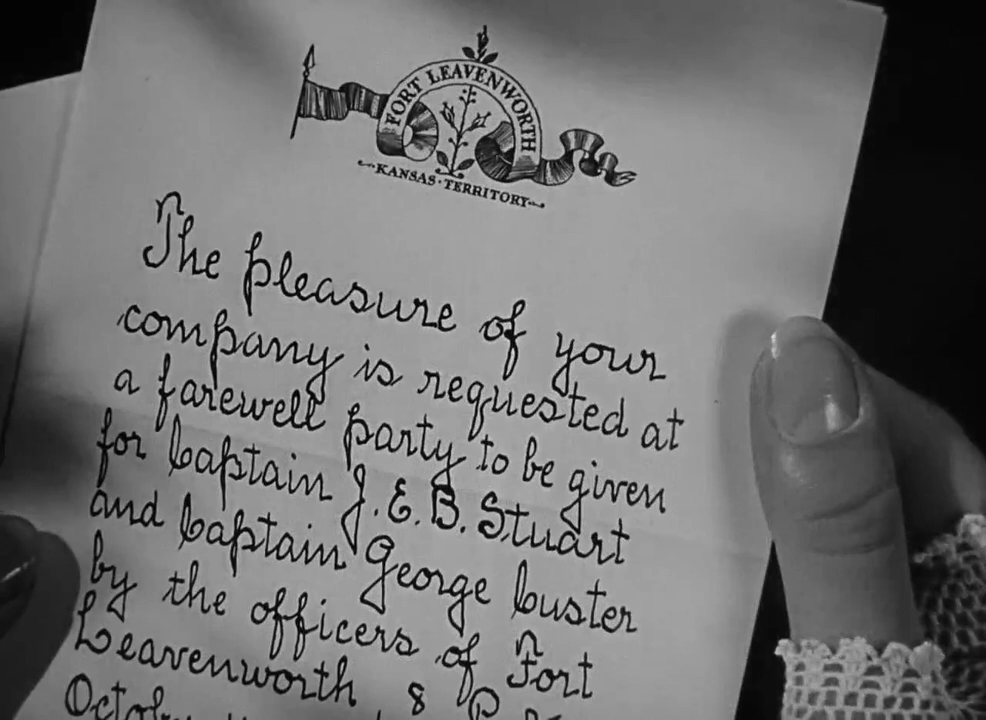 FORT LEAVENWORTH
KANSAS · TERRITORY
The pleasure of your
company is requested at
a farewell party to be given
for Captain J. E. B. Stuart
and Captain George Custer
by the officers of Fort
Leavenworth, 8 P.